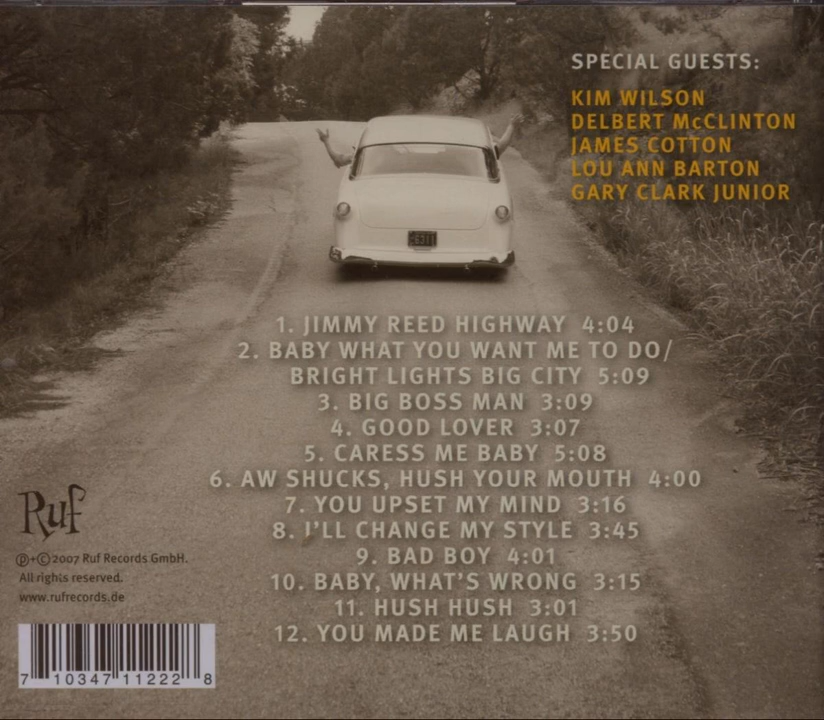 SPECIAL GUESTS:
KIM WILSON
DELBERT McCLINTON
JAMES COTTON
LOU ANN BARTON
GARY CLARK JUNIOR
1. JIMMY REED HIGHWAY 4:04
2. BABY WHAT YOU WANT ME TO DO/
BRIGHT LIGHTS BIG CITY 5:09
3. BIG BOSS MAN 3:09
4. GOOD LOVER 3:07
5. CARESS ME BABY 5:08
6. AW SHUCKS, HUSH YOUR MOUTH 4:00
7. YOU UPSET MY MIND 3:16
8. I'LL CHANGE MY STYLE 3:45
9. BAD BOY 4:01
10. BABY, WHAT'S WRONG 3:15
11. HUSH HUSH 3:01
12. YOU MADE ME LAUGH 3:50
Ruf
℗+© 2007 Ruf Records GmbH.
All rights reserved.
www.rufrecords.de
7 10347 11222 8